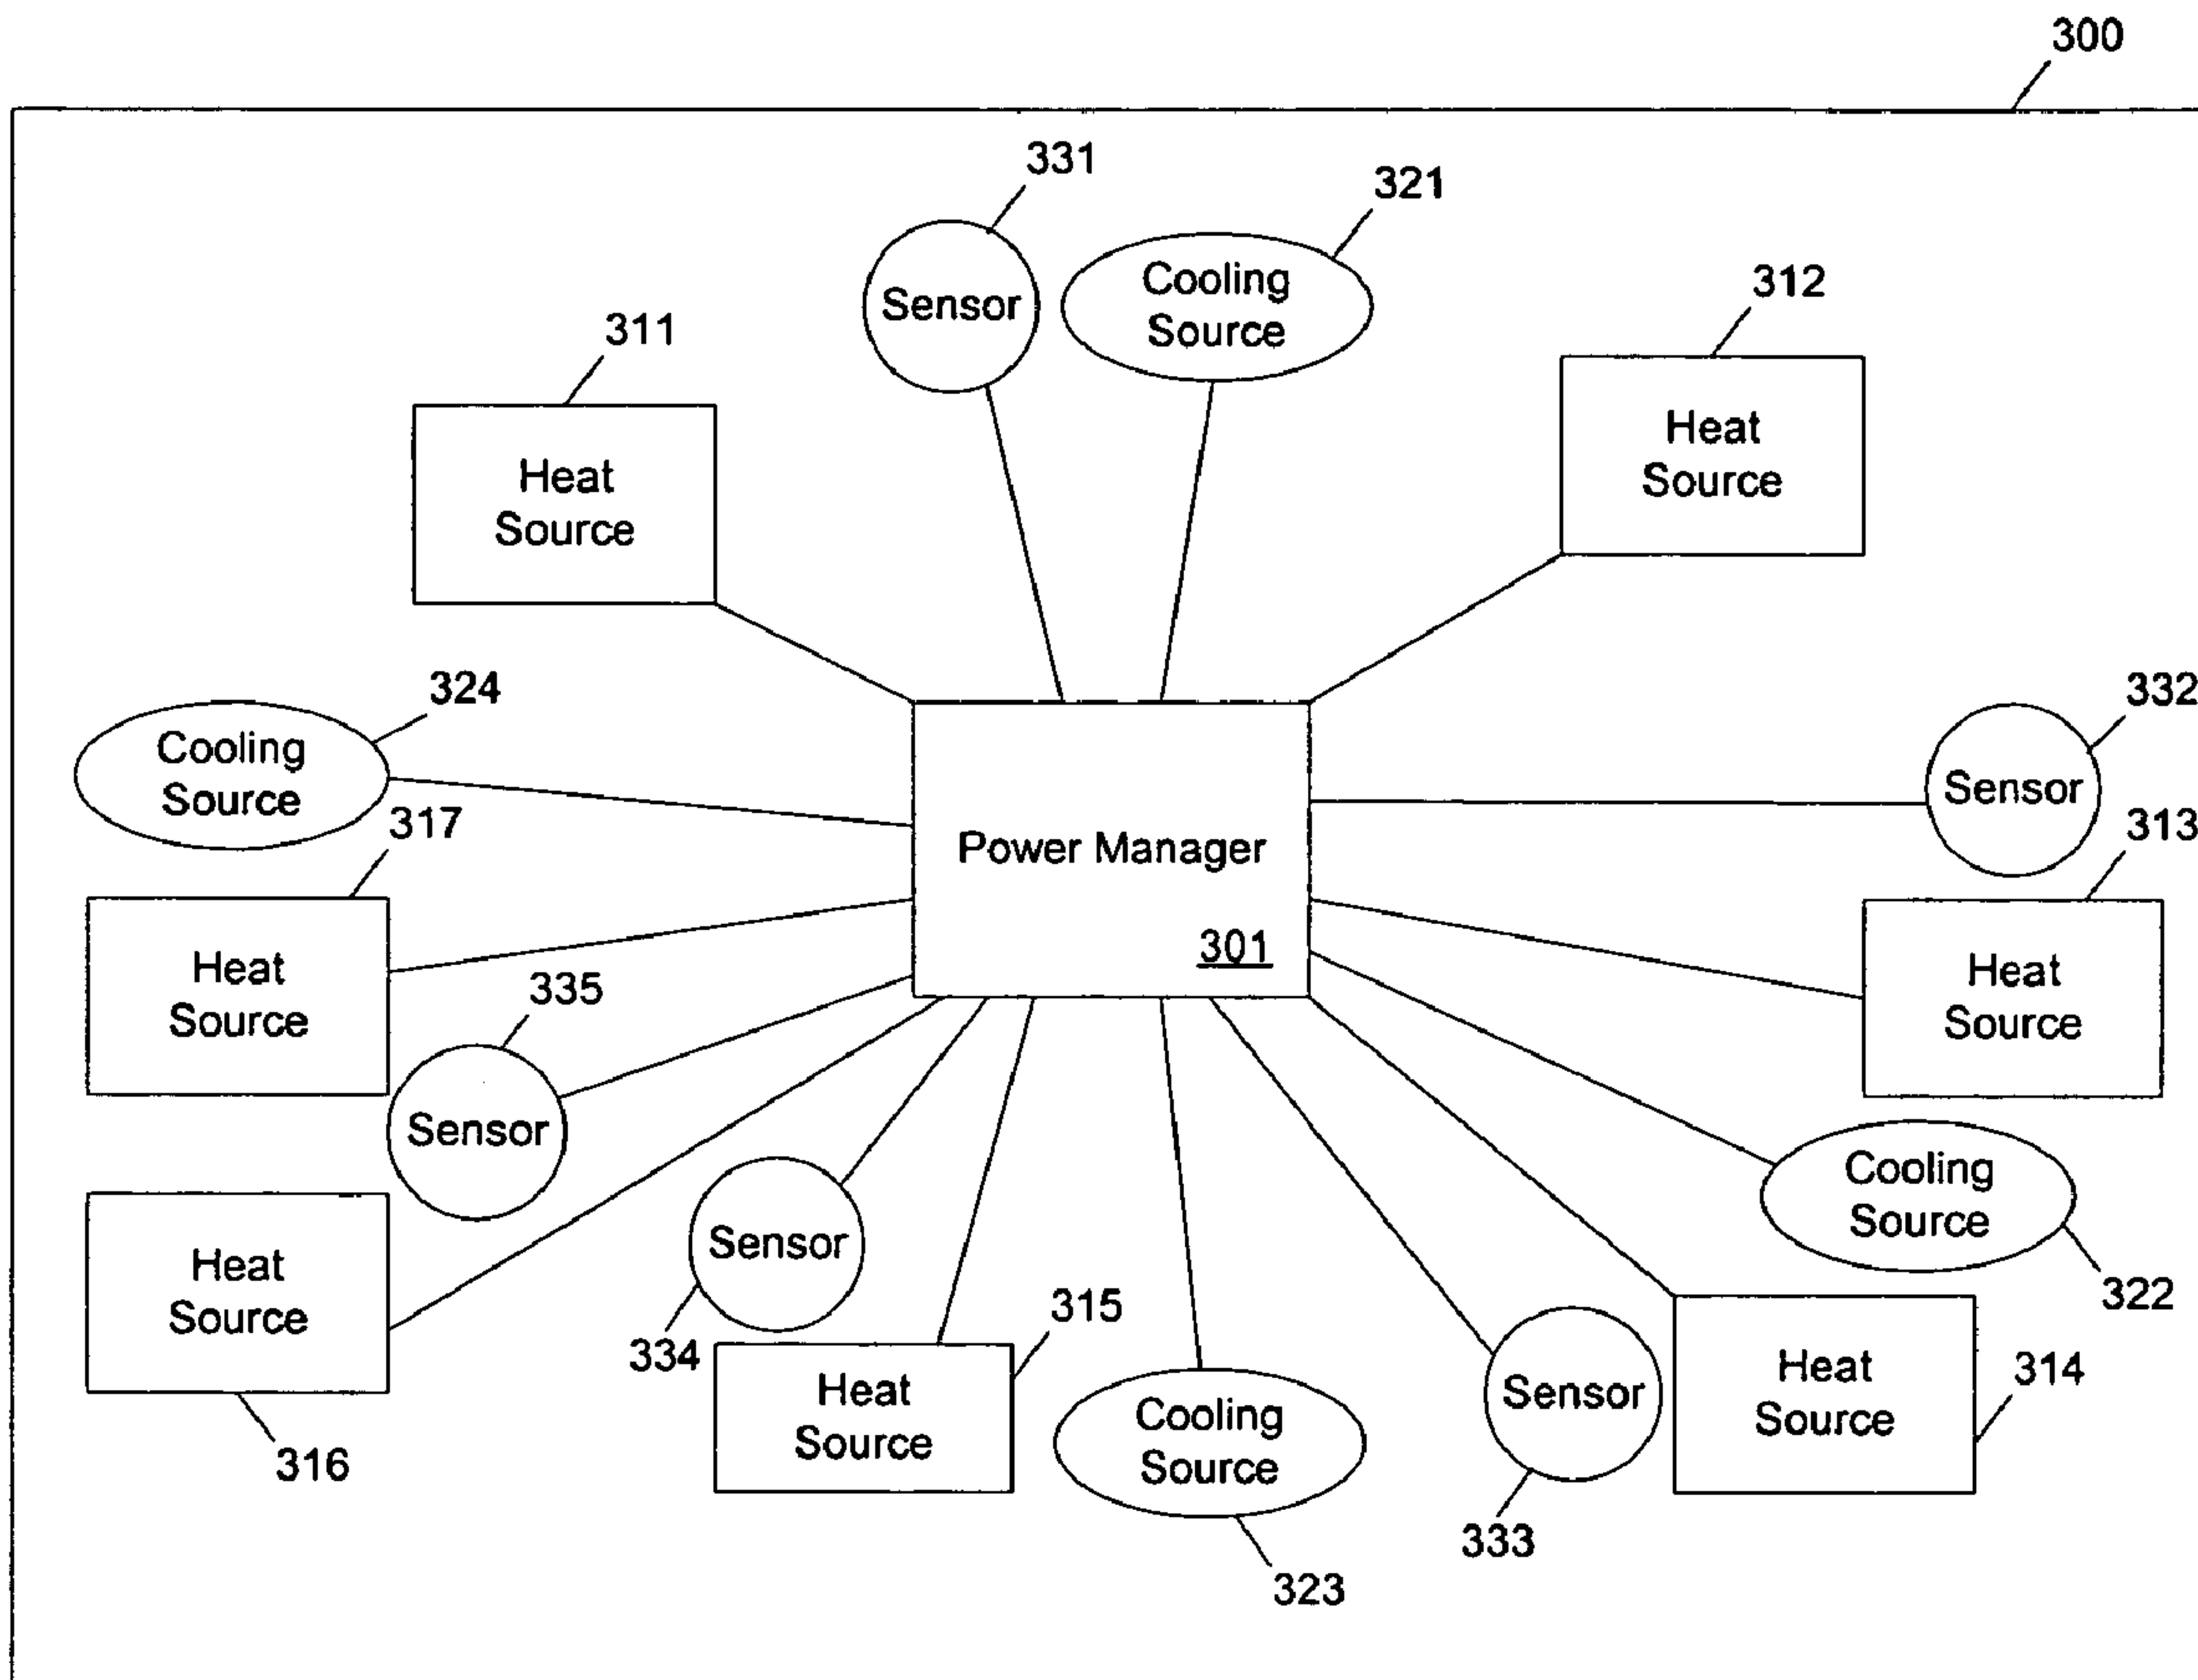 300
331
321
Sensor
Cooling
Source
312
311
Heat
Source
Heat
Source
324
332
Cooling
Source
Sensor
317
313
Power Manager
301
Heat
Source
335
Heat
Source
Sensor
Cooling
Source
Sensor
322
Heat
Source
334
315
Heat
Source
314
Heat
Source
Sensor
Cooling
Source
316
333
323